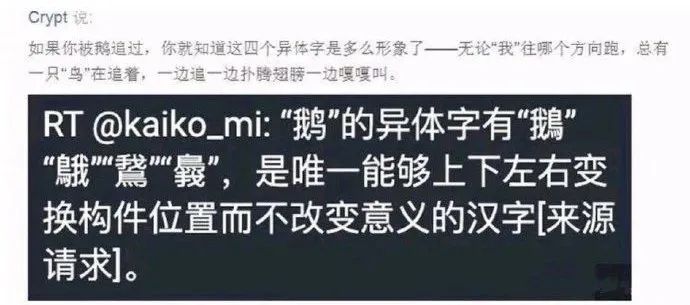 Crypt 说:
如果你被鹅追过，你就知道这四个异体字是多么形象了——无论“我”往哪个方向跑，总有
一只“鸟”在追着，一边追一边扑腾翅膀一边嘎嘎叫。
RT @kaiko_mi: “鹅”的异体字有“鵝”
“䳘”“鵞”“䳗”，是唯一能够上下左右变
换构件位置而不改变意义的汉字[来源
请求]。